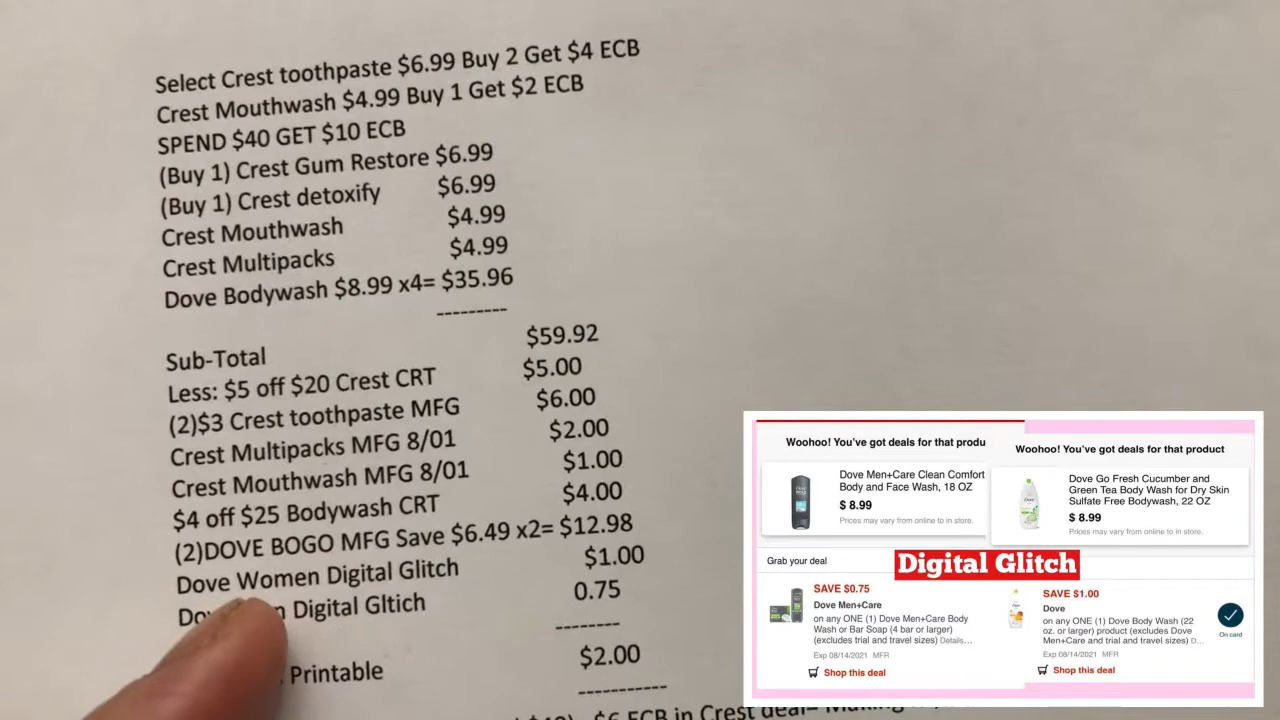 Select Crest toothpaste $6.99 Buy 2 Get $4 ECB
Crest Mouthwash $4.99 Buy 1 Get $2 ECB
SPEND $40 GET $10 ECB
(Buy 1) Crest Gum Restore $6.99
(Buy 1) Crest detoxify $6.99
Crest Mouthwash $4.99
Crest Multipacks $4.99
Dove Bodywash $8.99 x4= $35.96
---------
Sub-Total $59.92
Less: $5 off $20 Crest CRT $5.00
(2)$3 Crest toothpaste MFG $6.00
Crest Multipacks MFG 8/01 $2.00
Crest Mouthwash MFG 8/01 $1.00
$4 off $25 Bodywash CRT $4.00
(2)DOVE BOGO MFG Save $6.49 x2= $12.98
Dove Women Digital Glitch $1.00
Digital Gltich 0.75
--------
Printable $2.00
-----------
$6 ECB in Crest deal=
Woohoo! You've got deals for that produ
Dove Men+Care Clean Comfort
Body and Face Wash, 18 OZ
$ 8.99
Prices may vary from online to in store.
Grab your deal
SAVE $0.75
Dove Men+Care
on any ONE (1) Dove Men+Care Body
Wash or Bar Soap (4 bar or larger)
(excludes trial and travel sizes) Details...
Exp 08/14/2021 MFR
Shop this deal
Woohoo! You've got deals for that product
Dove Go Fresh Cucumber and
Green Tea Body Wash for Dry Skin
Sulfate Free Bodywash, 22 OZ
$ 8.99
Prices may vary from online to in store.
Digital Glitch
SAVE $1.00
Dove
on any ONE (1) Dove Body Wash (22
oz. or larger) product (excludes Dove
Men+Care and trial and travel sizes) D...
Exp 08/14/2021 MFR
Shop this deal
On card